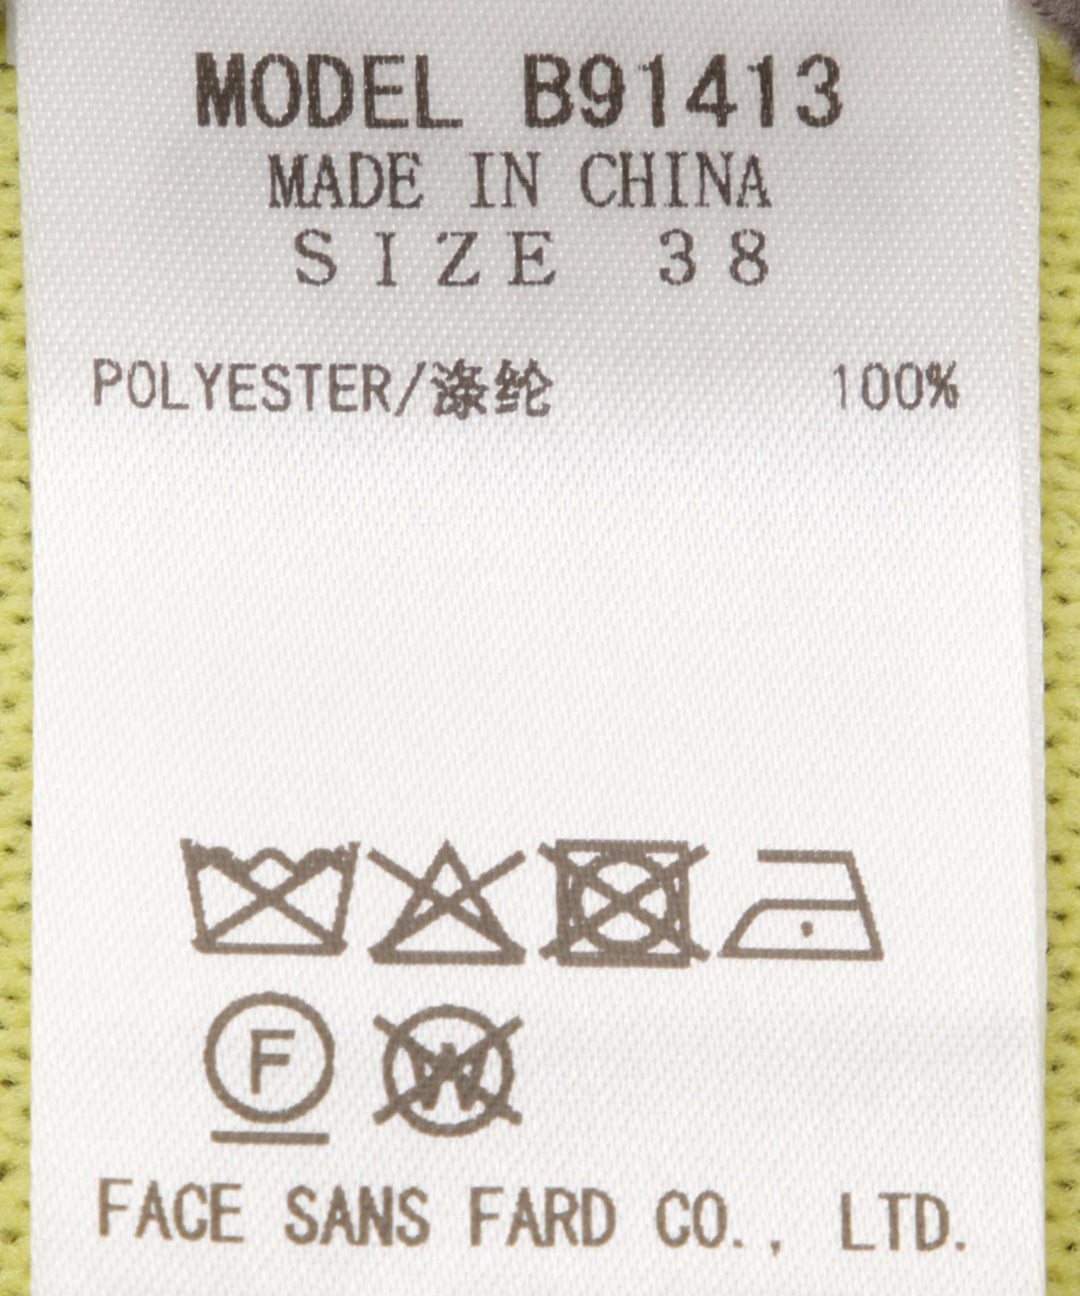 MODEL B91413
MADE IN CHINA
SIZE 38
POLYESTER/涤纶 100%
F W
FACE SANS FARD CO., LTD.